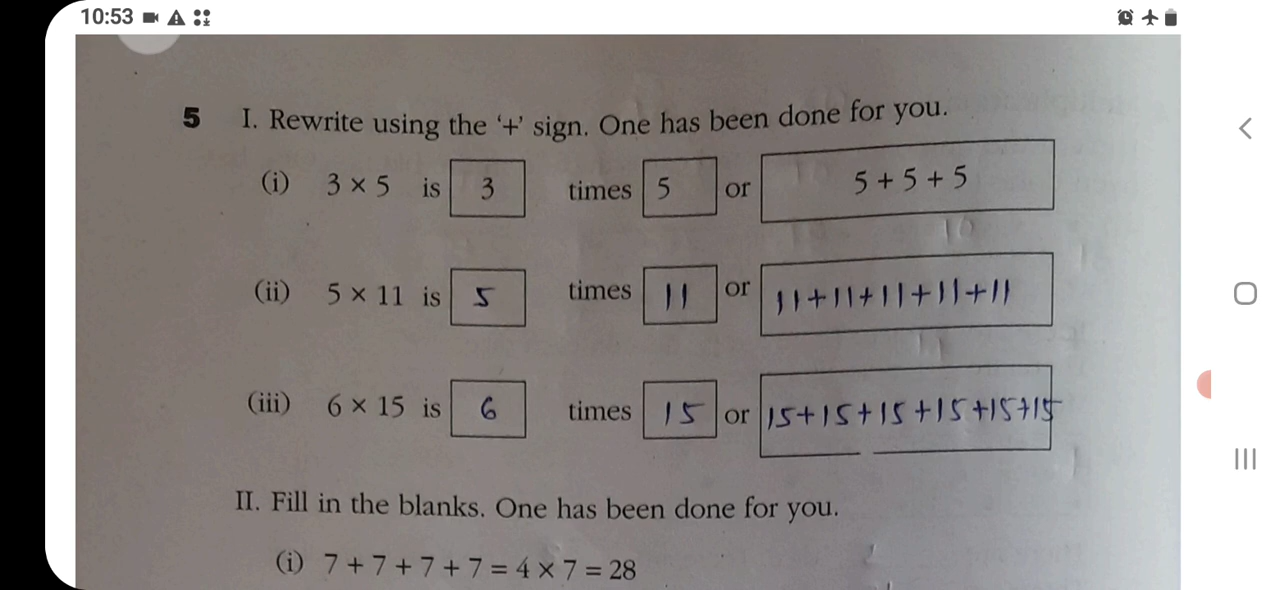 10:53
5 I. Rewrite using the ‘+’ sign. One has been done for you.
(i) 3 × 5 is 3 times 5 or 5 + 5 + 5
(ii) 5 × 11 is 5 times 11 or 11+11+11+11+11
(iii) 6 × 15 is 6 times 15 or 15+15+15+15+15+15
II. Fill in the blanks. One has been done for you.
(i) 7 + 7 + 7 + 7 = 4 × 7 = 28